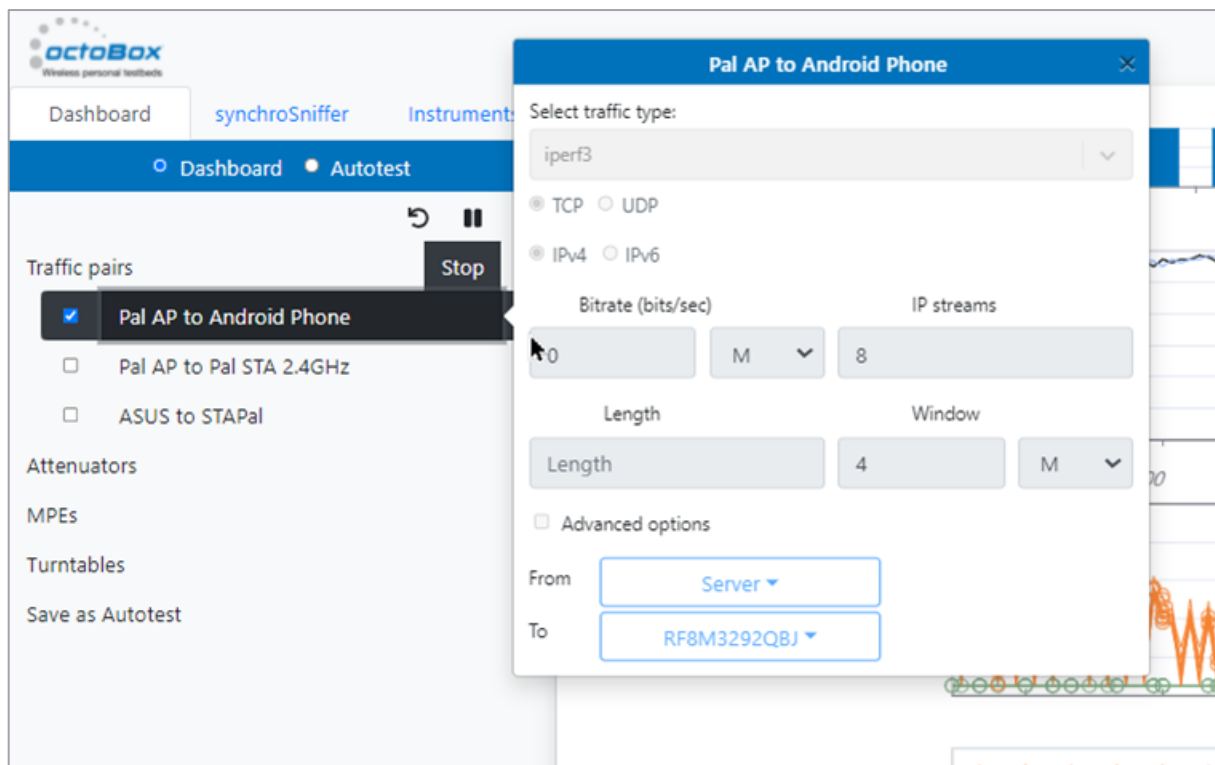 octoBox
Wireless personal testbeds
Dashboard synchroSniffer Instruments
Dashboard Autotest
Stop
Traffic pairs
Pal AP to Android Phone
Pal AP to Pal STA 2.4GHz
ASUS to STAPal
Attenuators
MPEs
Turntables
Save as Autotest
Pal AP to Android Phone
Select traffic type:
iperf3
TCP UDP
IPv4 IPv6
Bitrate (bits/sec) IP streams
0 M 8
Length Window
Length 4 M
Advanced options
From Server
To RF8M3292QBJ